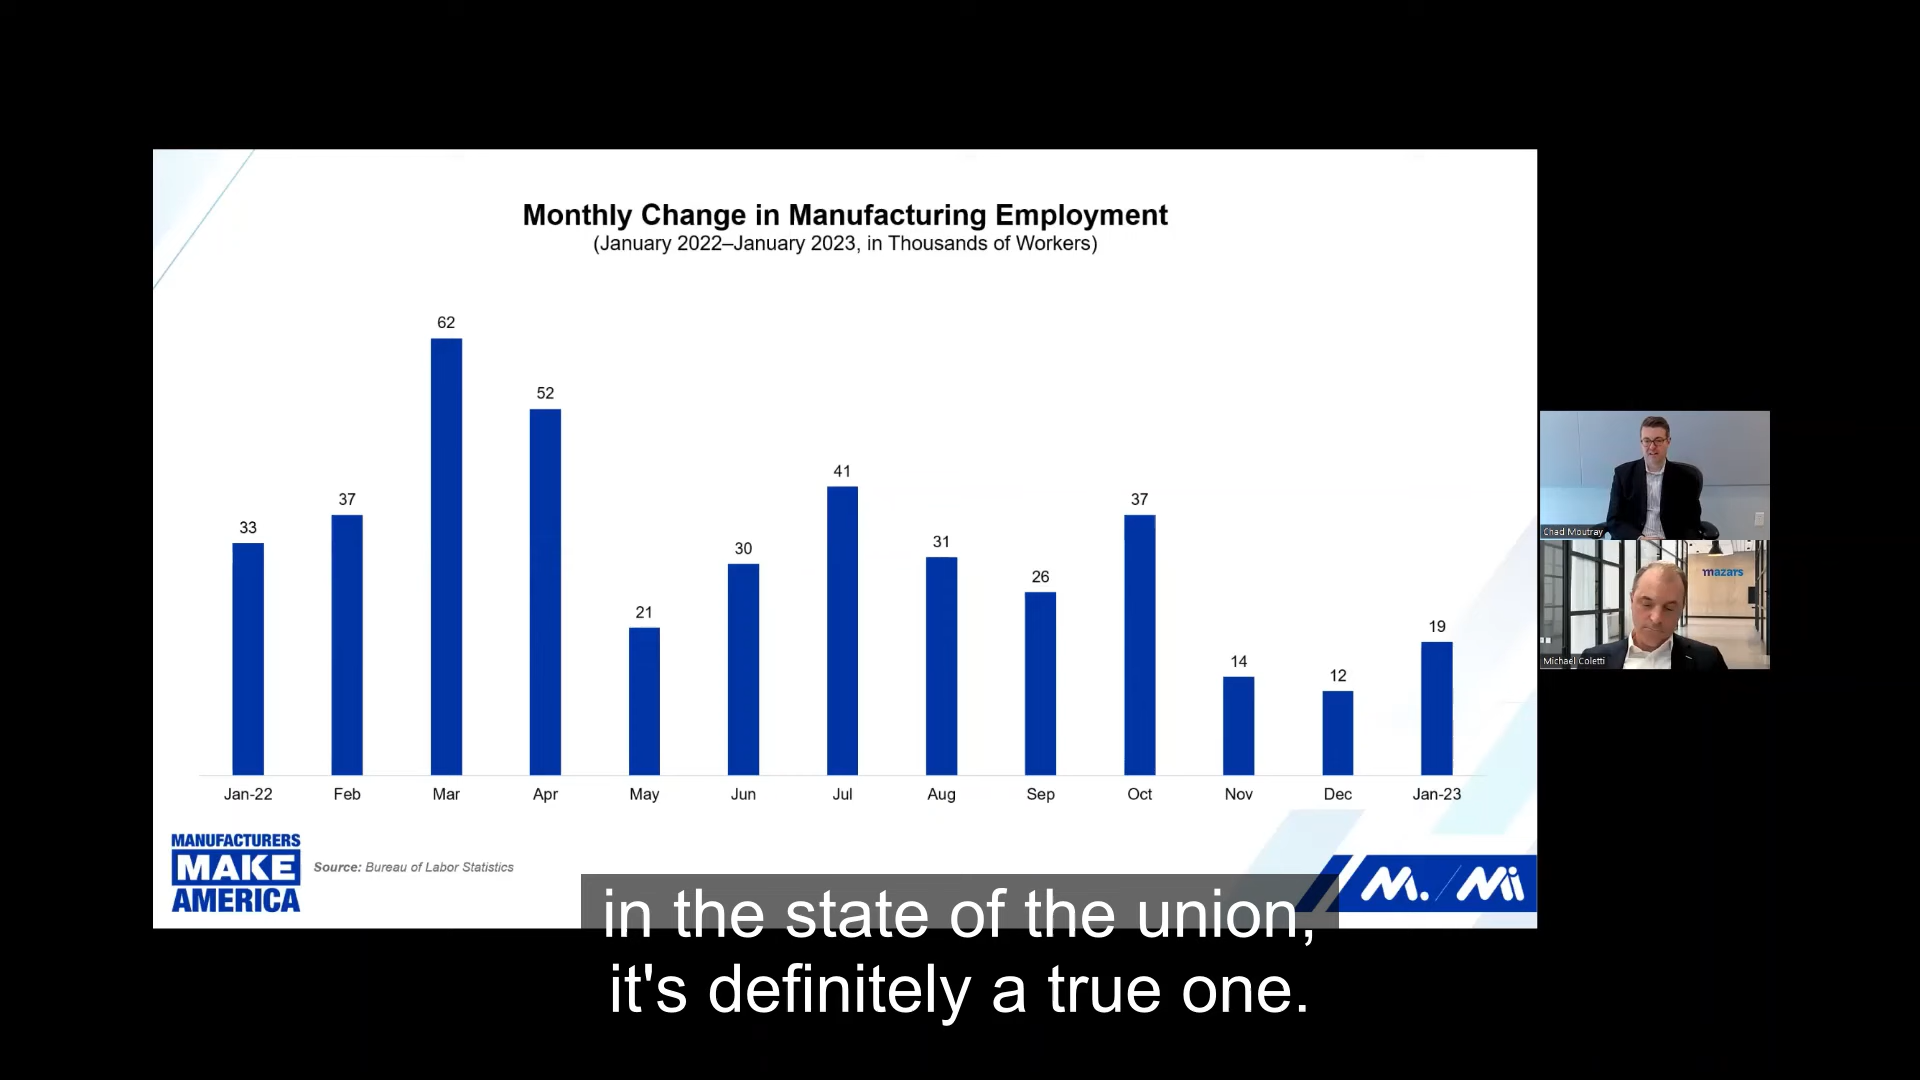 Monthly Change in Manufacturing Employment
(January 2022–January 2023, in Thousands of Workers)
33
37
62
52
21
30
41
31
26
37
14
12
19
Jan-22
Feb
Mar
Apr
May
Jun
Jul
Aug
Sep
Oct
Nov
Dec
Jan-23
MANUFACTURERS
MAKE
AMERICA
Source: Bureau of Labor Statistics
M. / Mi
Chad Moutray
mazars
Michael Coletti
in the state of the union,
it's definitely a true one.